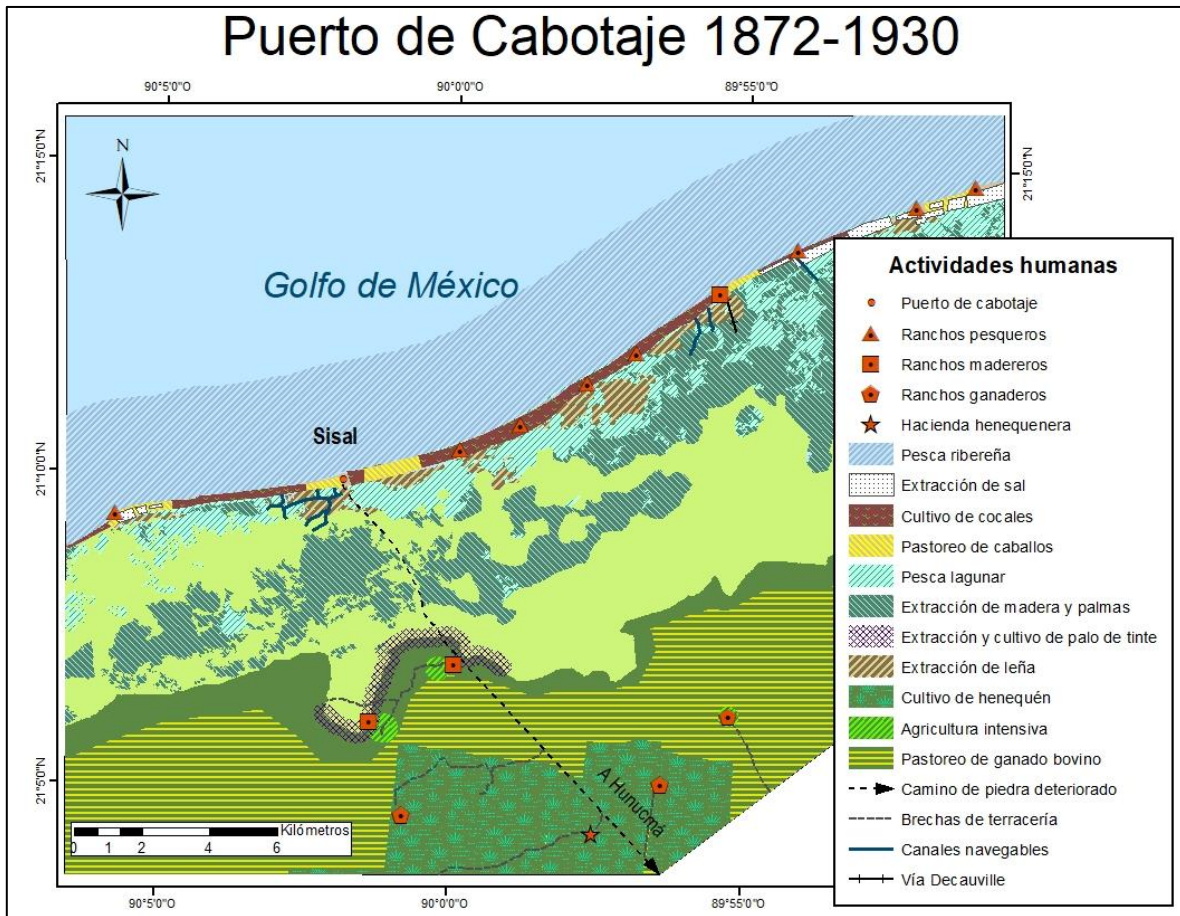 Puerto de Cabotaje 1872-1930
90°5'0"O
90°0'0"O
89°55'0"O
21°15'0"N
21°15'0"N
N
Golfo de México
Sisal
21°10'0"N
21°5'0"N
A Hunucmá
Kilómetros
0 1 2 4 6
90°5'0"O
90°0'0"O
89°55'0"O
Actividades humanas
Puerto de cabotaje
Ranchos pesqueros
Ranchos madereros
Ranchos ganaderos
Hacienda henequenera
Pesca ribereña
Extracción de sal
Cultivo de cocales
Pastoreo de caballos
Pesca lagunar
Extracción de madera y palmas
Extracción y cultivo de palo de tinte
Extracción de leña
Cultivo de henequén
Agricultura intensiva
Pastoreo de ganado bovino
Camino de piedra deteriorado
Brechas de terracería
Canales navegables
Vía Decauville